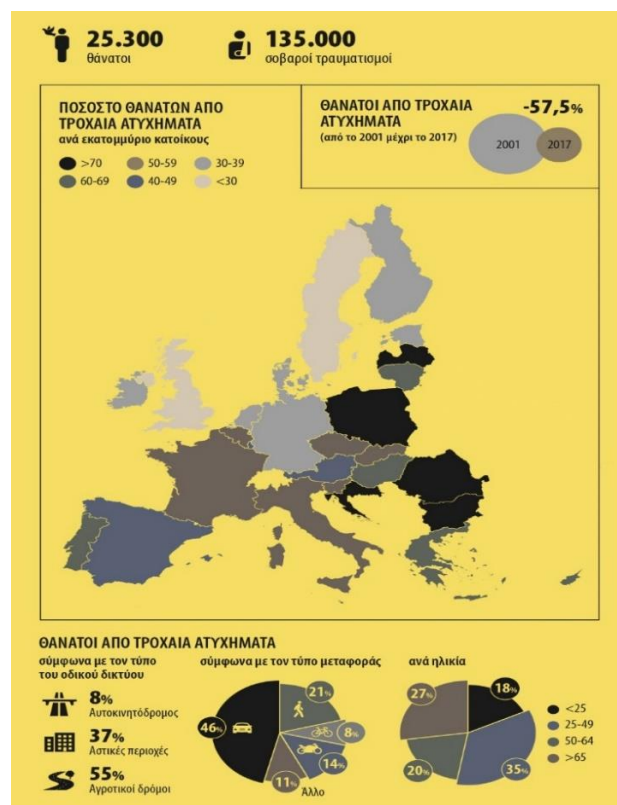 25.300
θάνατοι
135.000
σοβαροί τραυματισμοί
ΠΟΣΟΣΤΟ ΘΑΝΑΤΩΝ ΑΠΟ
ΤΡΟΧΑΙΑ ΑΤΥΧΗΜΑΤΑ
ανά εκατομμύριο κατοίκους
>70
50-59
30-39
60-69
40-49
<30
ΘΑΝΑΤΟΙ ΑΠΟ ΤΡΟΧΑΙΑ
ΑΤΥΧΗΜΑΤΑ
(από το 2001 μέχρι το 2017)
-57,5%
2001
2017
ΘΑΝΑΤΟΙ ΑΠΟ ΤΡΟΧΑΙΑ ΑΤΥΧΗΜΑΤΑ
σύμφωνα με τον τύπο
του οδικού δικτύου
8%
Αυτοκινητόδρομος
37%
Αστικές περιοχές
55%
Αγροτικοί δρόμοι
σύμφωνα με τον τύπο μεταφοράς
46%
21%
8%
14%
11%
Άλλο
ανά ηλικία
27%
18%
20%
35%
<25
25-49
50-64
>65